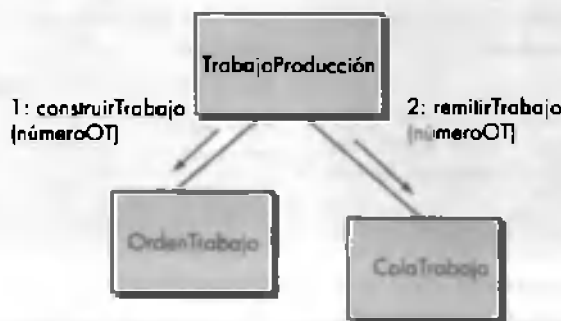 TrabajoProducción
1: construirTrabajo
(númeroOT)
2: remitirTrabajo
(númeroOT)
OrdenTrabajo
ColaTrabajo